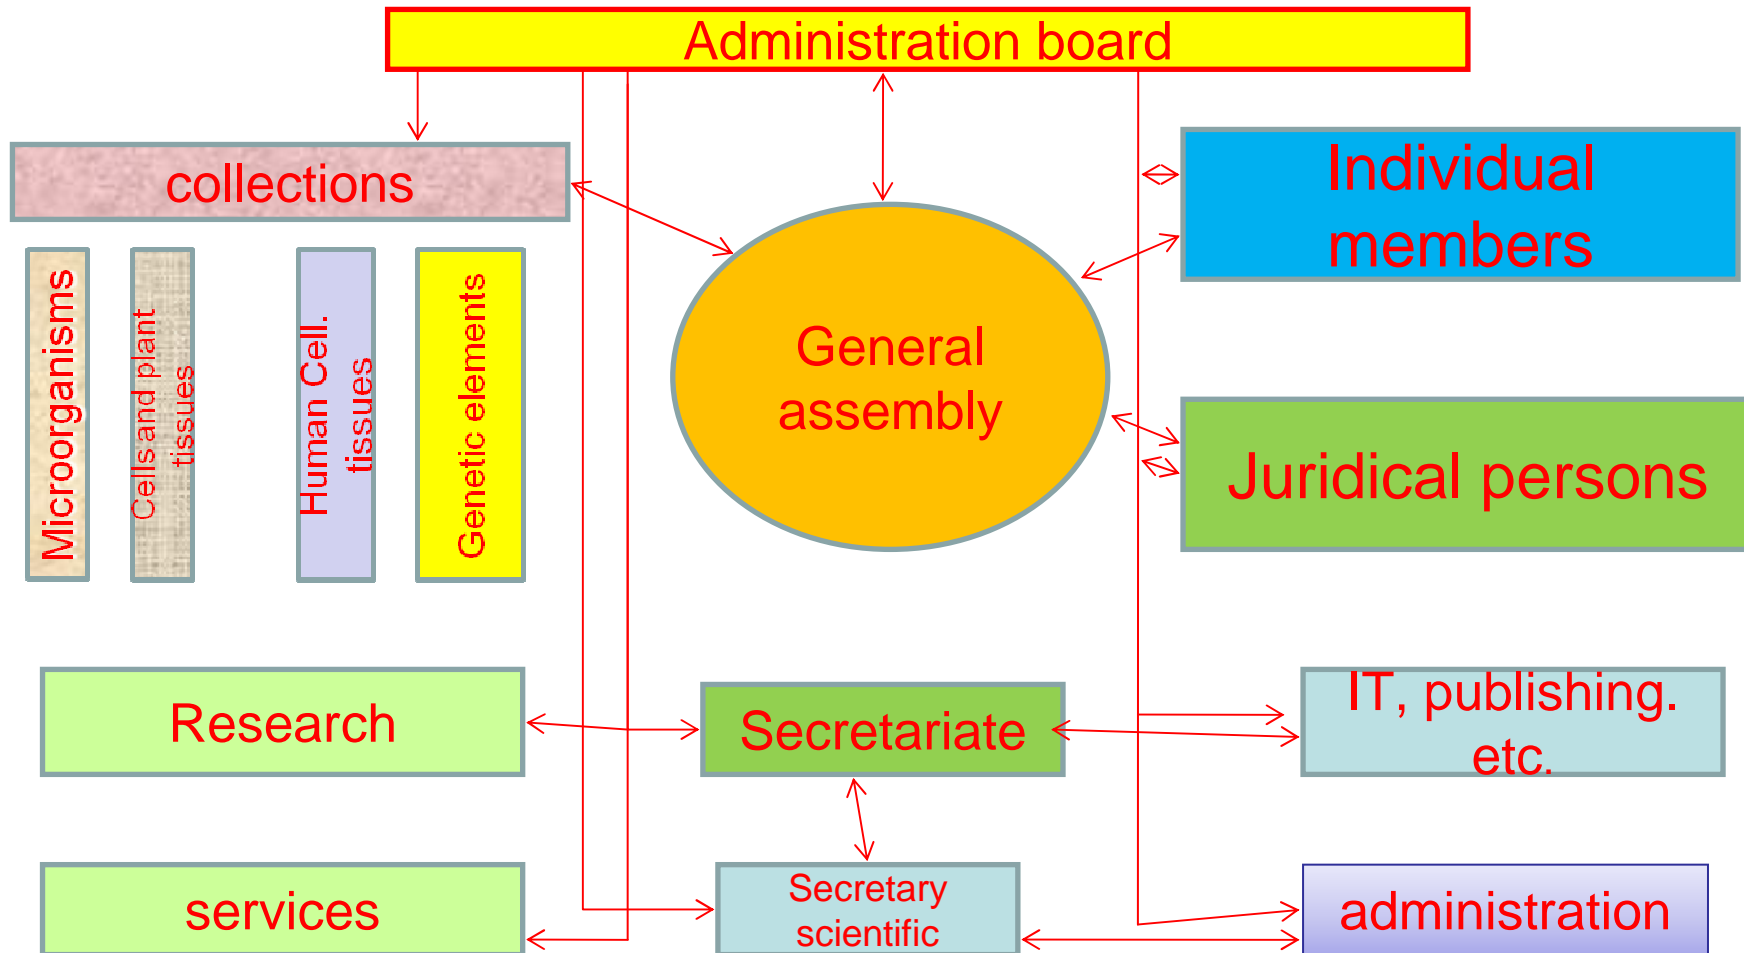 Administration board
collections
Individual
members
General
assembly
Microorganisms
Cells and plant
tissues
Human Cell.
tissues
Genetic elements
Juridical persons
Research
Secretariate
IT, publishing.
etc.
services
Secretary
scientific
administration